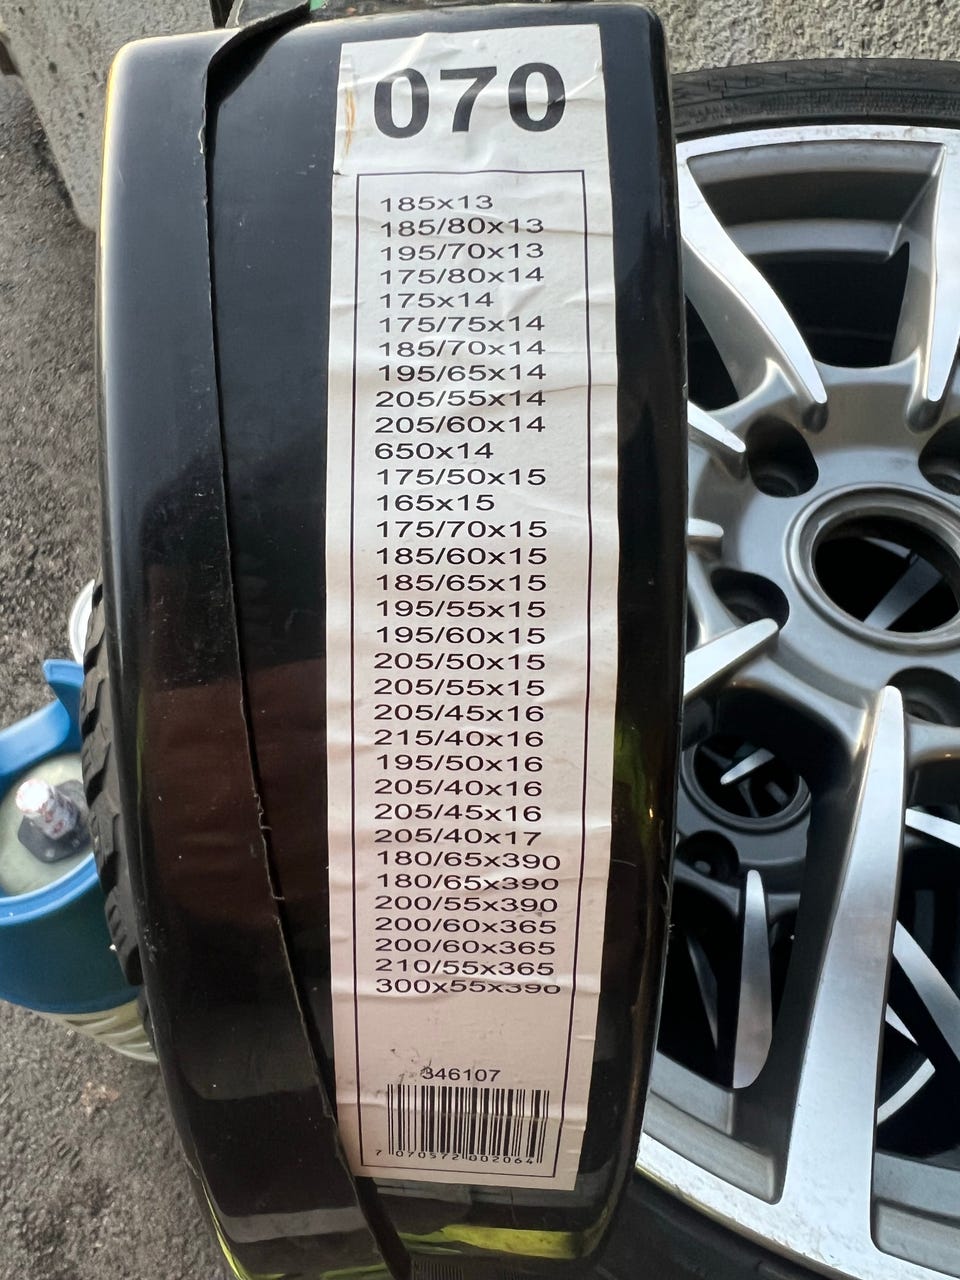 070
185x13
185/80x13
195/70x13
175/80x14
175x14
175/75x14
185/70x14
195/65x14
205/55x14
205/60x14
650x14
175/50x15
165x15
175/70x15
185/60x15
185/65x15
195/55x15
195/60x15
205/50x15
205/55x15
205/45x16
215/40x16
195/50x16
205/40x16
205/45x16
205/40x17
180/65x390
180/65x390
200/55x390
200/60x365
200/60x365
210/55x365
300x55x390
346107
7 070572 002064